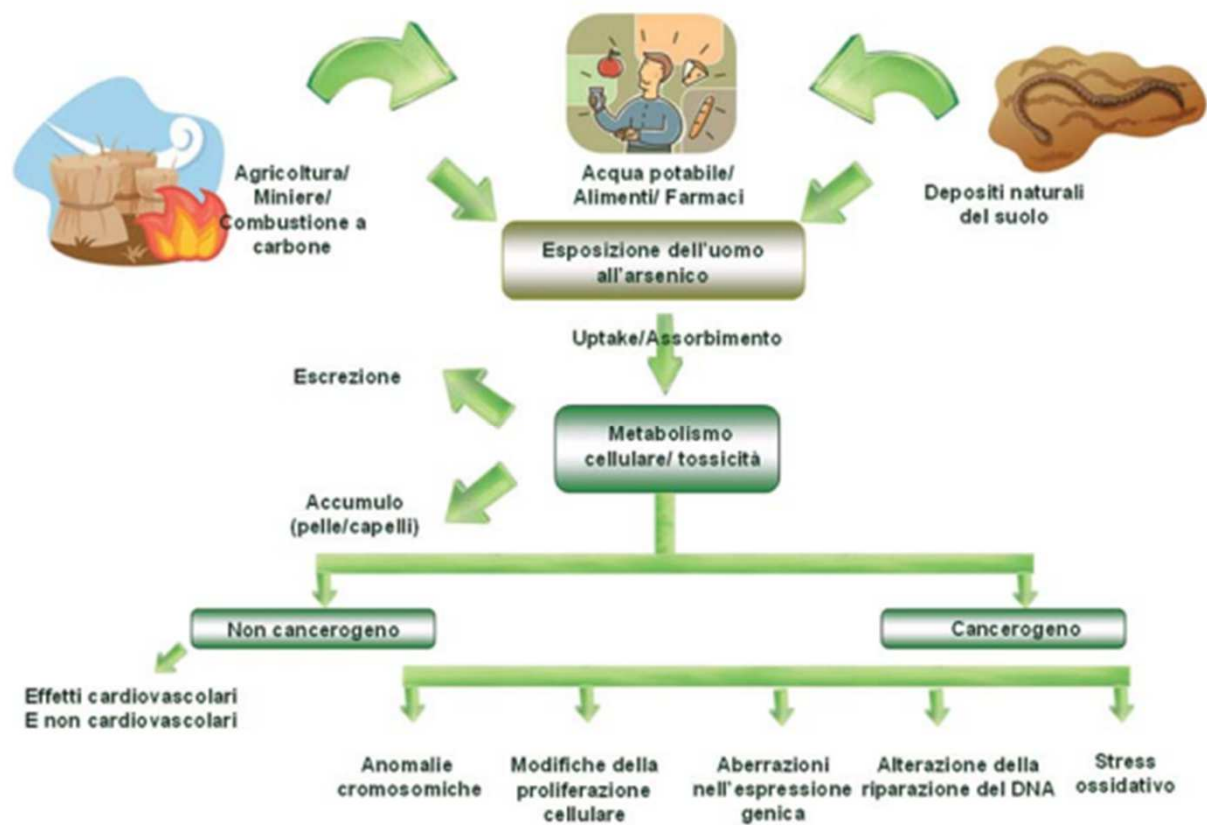 Agricoltura/
Miniere/
Combustione a
carbone
Acqua potabile/
Alimenti/ Farmaci
Depositi naturali
del suolo
Esposizione dell'uomo
all'arsenico
Uptake/Assorbimento
Escrezione
Metabolismo
cellulare/ tossicità
Accumulo
(pelle/capelli)
Non cancerogeno
Cancerogeno
Effetti cardiovascolari
E non cardiovascolari
Anomalie
cromosomiche
Modifiche della
proliferazione
cellulare
Aberrazioni
nell'espressione
genica
Alterazione della
riparazione del DNA
Stress
ossidativo